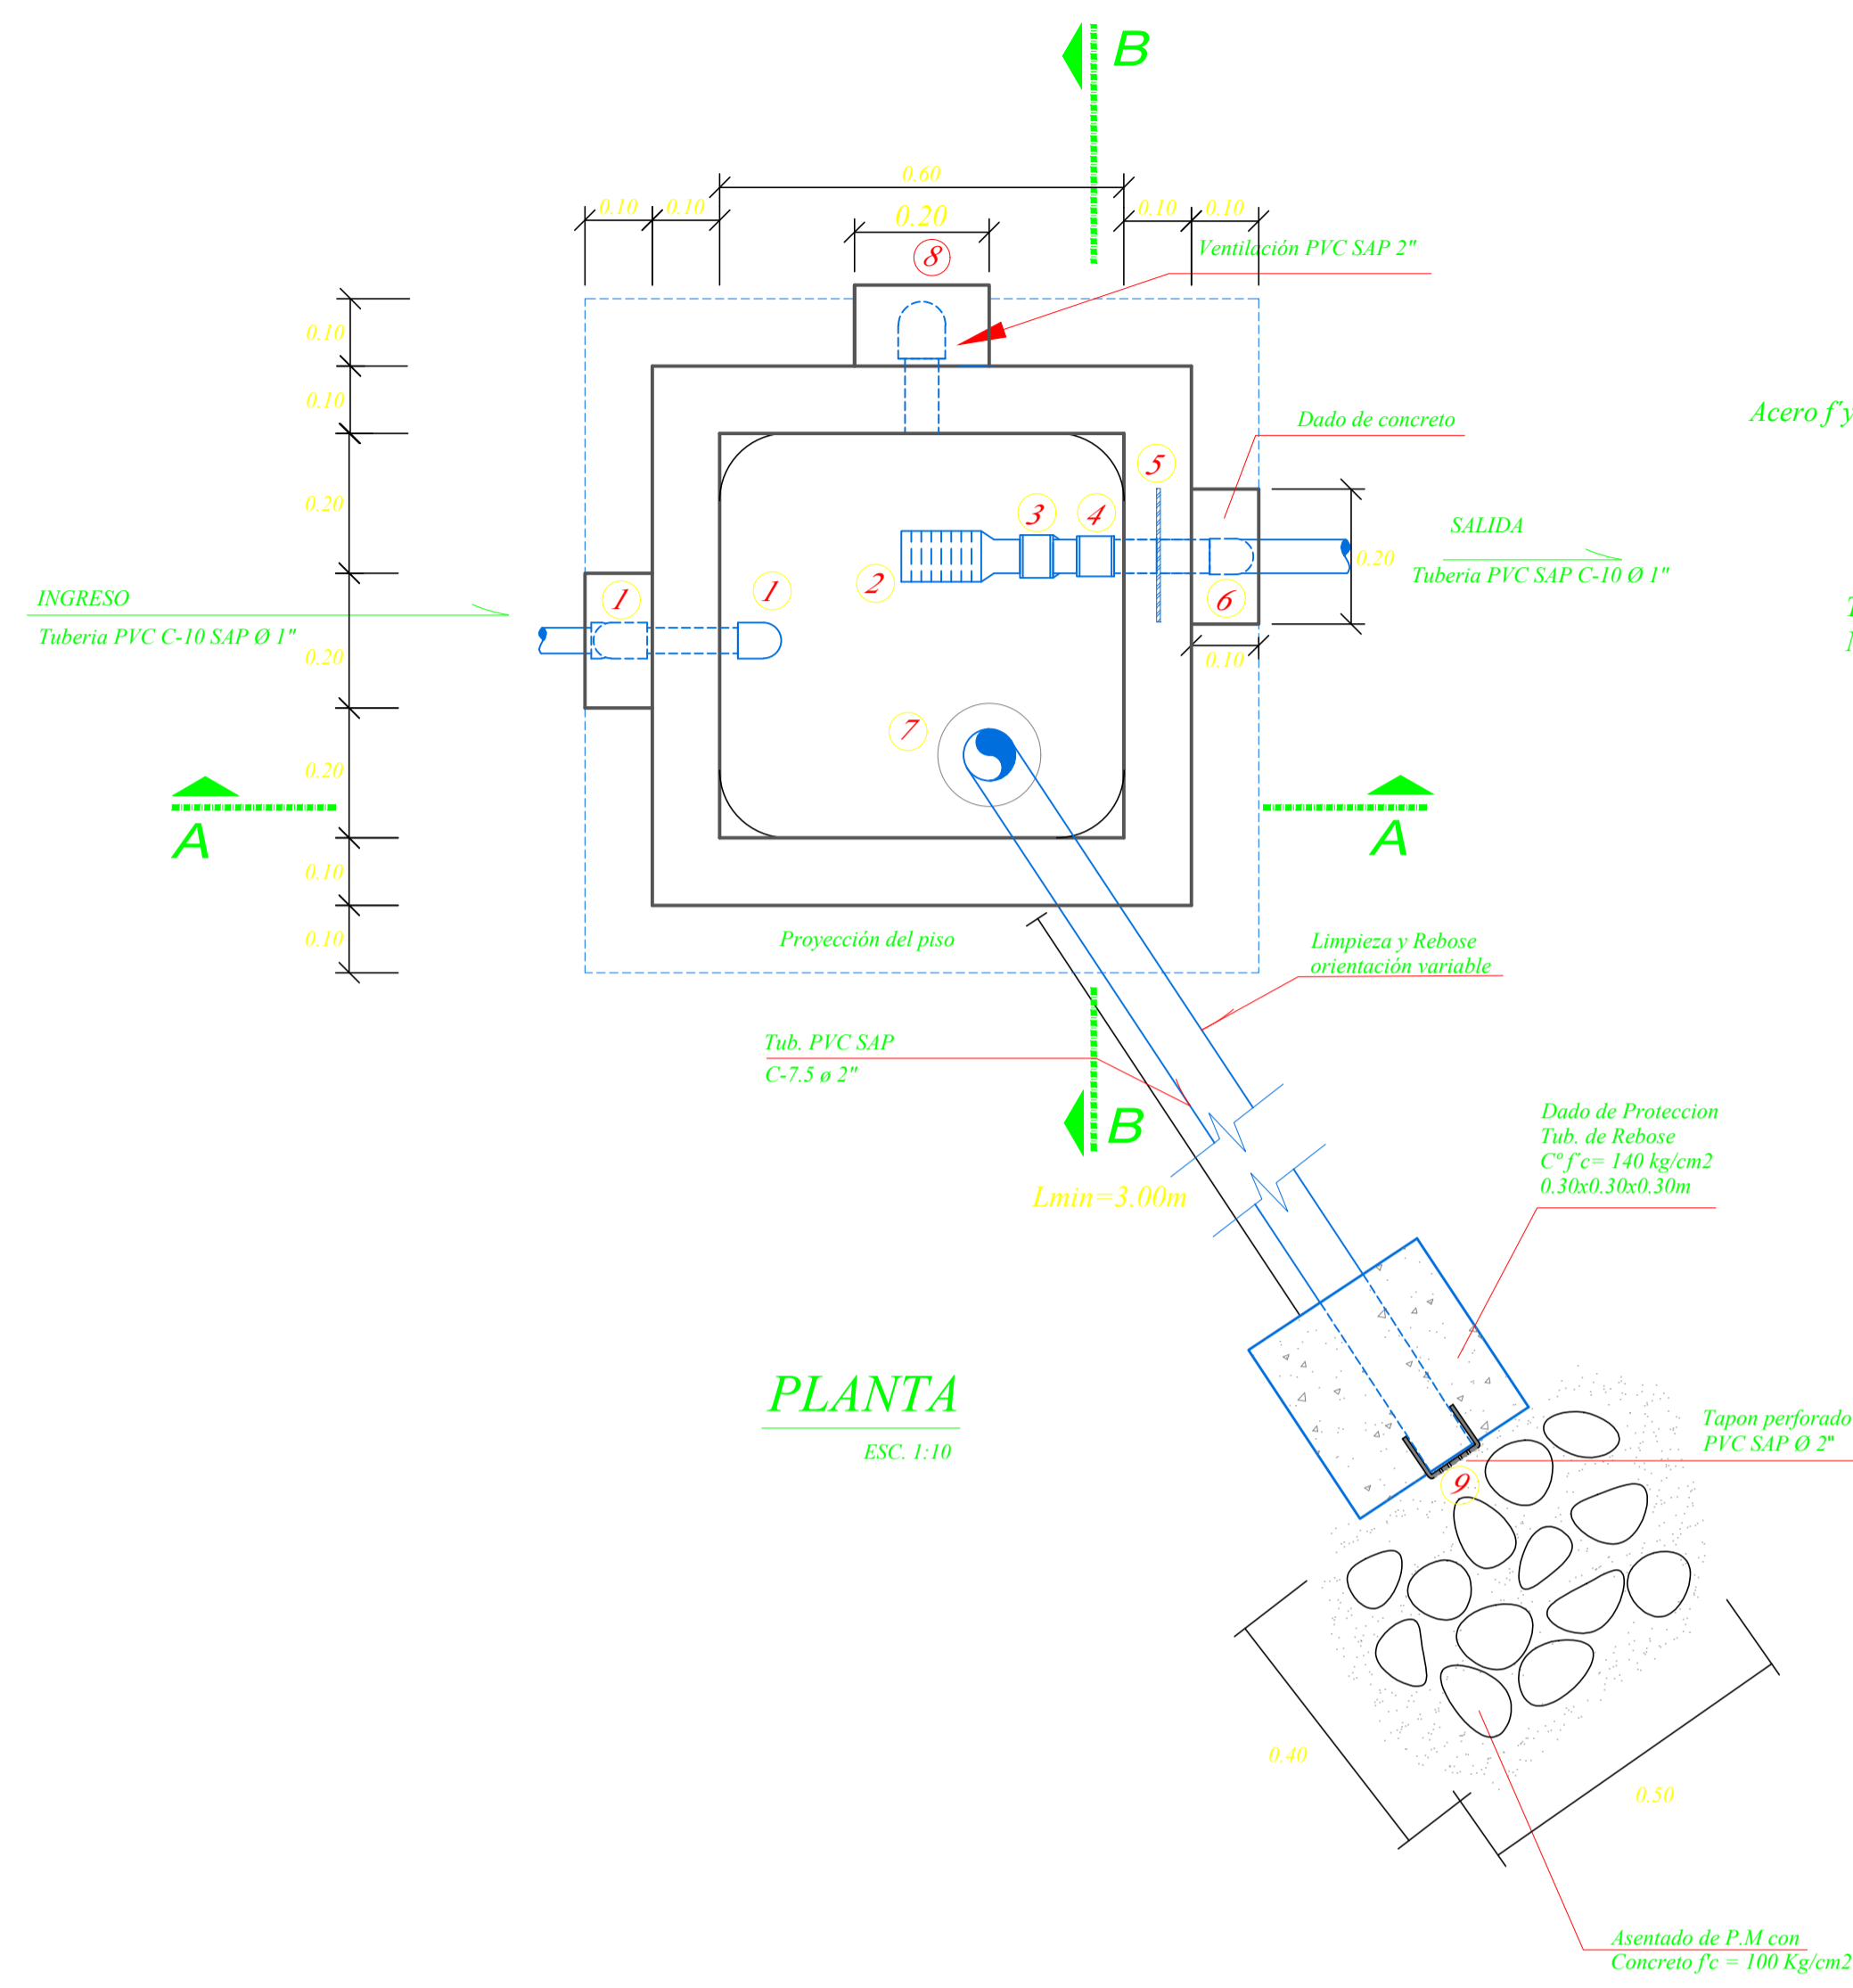 B
0.60
0.10
0.10
0.20
0.10
0.10
8
Ventilación PVC SAP 2"
0.10
0.10
0.20
0.20
0.20
0.10
0.10
Dado de concreto
Acero f´y
5
3
4
2
1
1
6
7
SALIDA
Tuberia PVC SAP C-10 Ø 1"
0.20
0.10
INGRESO
Tuberia PVC C-10 SAP Ø 1"
A
A
Proyección del piso
Limpieza y Rebose
orientación variable
Tub. PVC SAP
C-7.5 ø 2"
B
Lmin=3.00m
Dado de Proteccion
Tub. de Rebose
Cº f´c= 140 kg/cm2
0.30x0.30x0.30m
PLANTA
ESC. 1:10
Tapon perforado
PVC SAP Ø 2"
9
0.40
0.50
Asentado de P.M con
Concreto f'c = 100 Kg/cm2